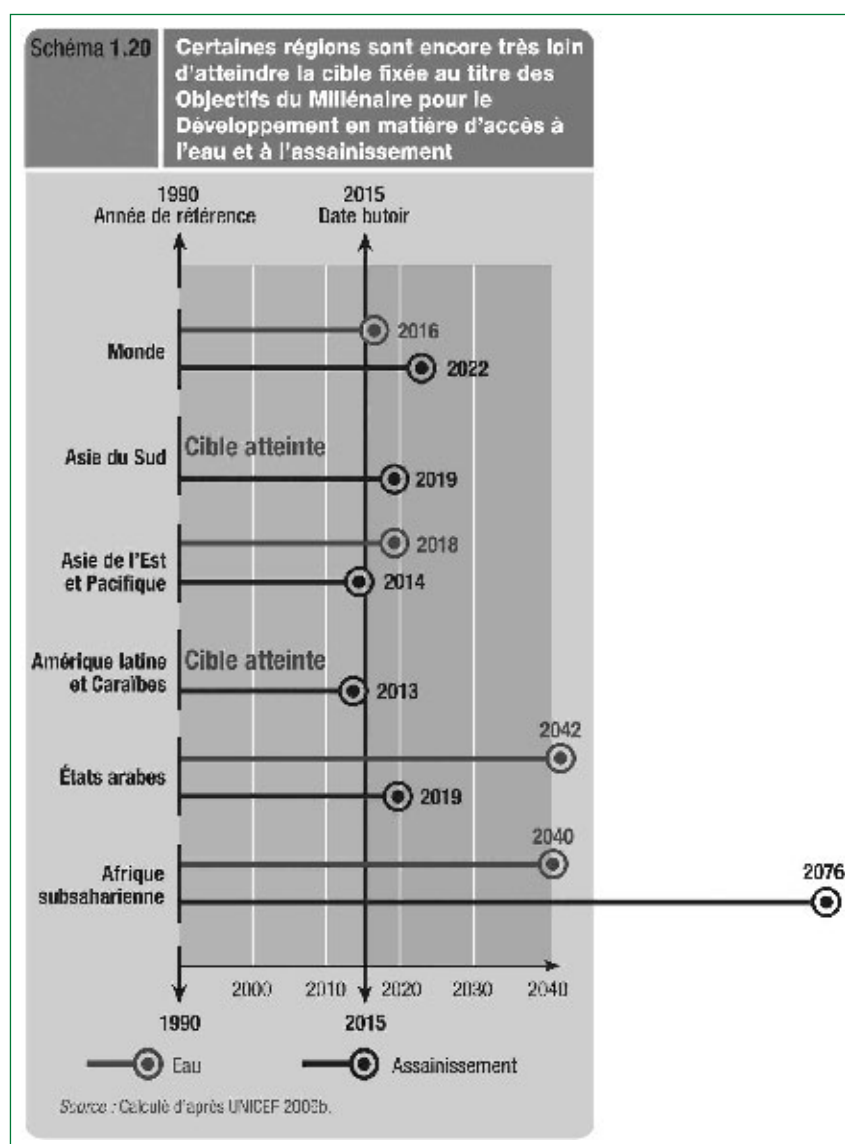 Schéma 1.20
Certaines régions sont encore très loin
d'atteindre la cible fixée au titre des
Objectifs du Millénaire pour le
Développement en matière d'accès à
l'eau et à l'assainissement
1990
Année de référence
2015
Date butoir
Monde
2016
2022
Asie du Sud
Cible atteinte
2019
Asie de l'Est
et Pacifique
2018
2014
Amérique latine
et Caraïbes
Cible atteinte
2013
États arabes
2042
2019
Afrique
subsaharienne
2040
2076
2000 2010 2020 2030 2040
1990 2015
Eau Assainissement
Source : Calculé d'après UNICEF 2006b.